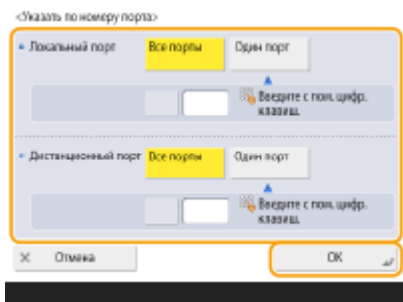 <Указать по номеру порта>
Локальный порт Все порты Один порт
Введите с пом. цифр.
клавиш.
Дистанционный порт Все порты Один порт
Введите с пом. цифр.
клавиш.
× Отмена OK